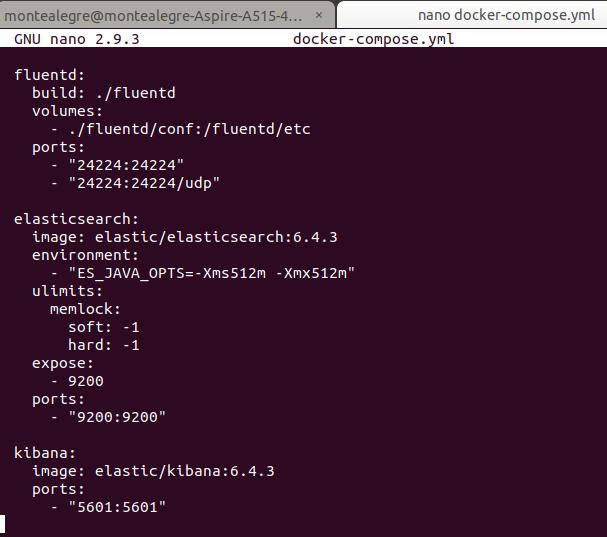 montealegre@montealegre-Aspire-A515-4... ×
nano docker-compose.yml
GNU nano 2.9.3 docker-compose.yml
fluentd:
  build: ./fluentd
  volumes:
    - ./fluentd/conf:/fluentd/etc
  ports:
    - "24224:24224"
    - "24224:24224/udp"
elasticsearch:
  image: elastic/elasticsearch:6.4.3
  environment:
    - "ES_JAVA_OPTS=-Xms512m -Xmx512m"
  ulimits:
    memlock:
      soft: -1
      hard: -1
  expose:
    - 9200
  ports:
    - "9200:9200"
kibana:
  image: elastic/kibana:6.4.3
  ports:
    - "5601:5601"